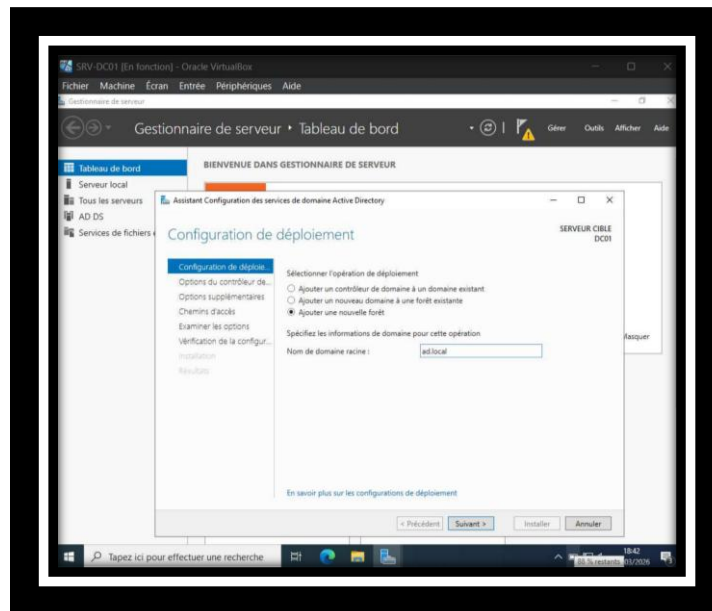 SRV-DC01 [En fonction] - Oracle VirtualBox
Fichier Machine Écran Entrée Périphériques Aide
Gestionnaire de serveur
Gestionnaire de serveur • Tableau de bord
Gérer Outils Afficher Aide
Tableau de bord
Serveur local
Tous les serveurs
AD DS
Services de fichiers
BIENVENUE DANS GESTIONNAIRE DE SERVEUR
Assistant Configuration des services de domaine Active Directory
Configuration de déploiement
SERVEUR CIBLE
DC01
Configuration de déploie...
Options du contrôleur de...
Options supplémentaires
Chemins d'accès
Examiner les options
Vérification de la configur...
Installation
Résultats
Sélectionner l'opération de déploiement
Ajouter un contrôleur de domaine à un domaine existant
Ajouter un nouveau domaine à une forêt existante
Ajouter une nouvelle forêt
Spécifiez les informations de domaine pour cette opération
Nom de domaine racine : ad.local
Masquer
En savoir plus sur les configurations de déploiement
< Précédent Suivant > Installer Annuler
Tapez ici pour effectuer une recherche
18:42
88 % restants 03/2026